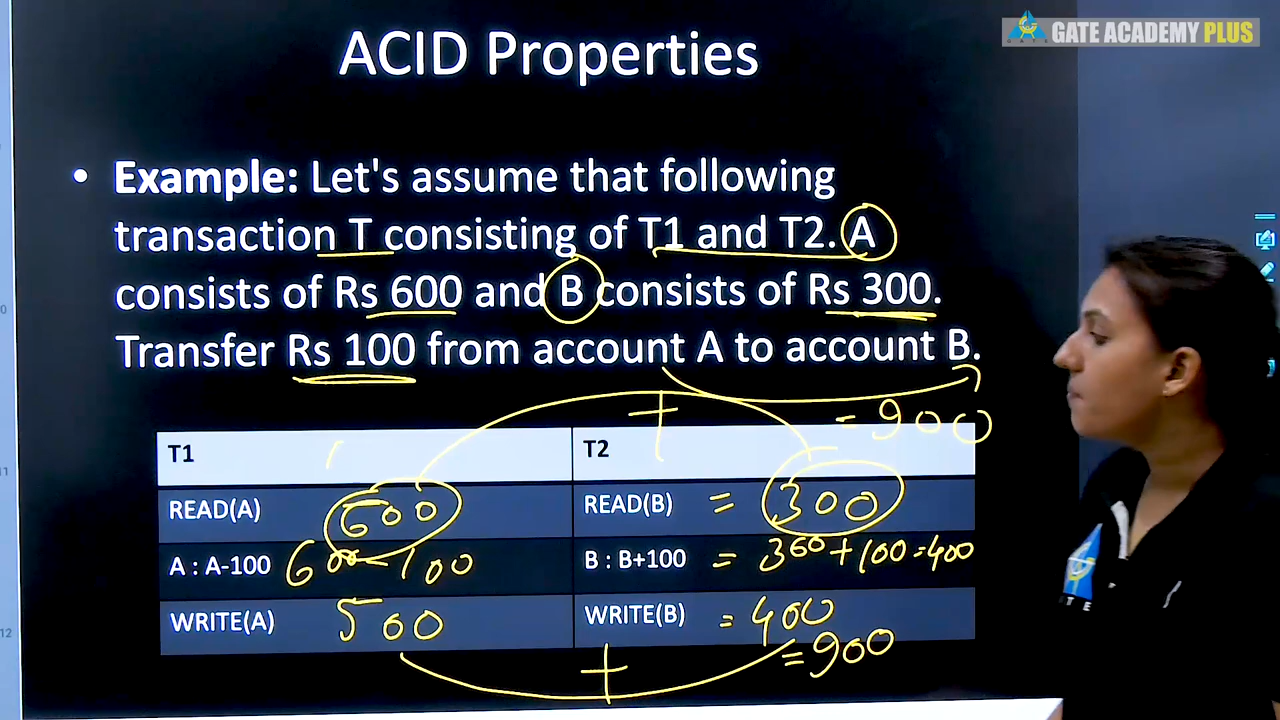 GATE ACADEMY PLUS
ACID Properties
• Example: Let's assume that following
transaction T consisting of T1 and T2. A
consists of Rs 600 and B consists of Rs 300.
Transfer Rs 100 from account A to account B.
+ = 900
T1 T2
READ(A) 600 READ(B) = 300
A : A-100 600-100 B : B+100 = 300+100=400
WRITE(A) 500 WRITE(B) = 400
+ = 900